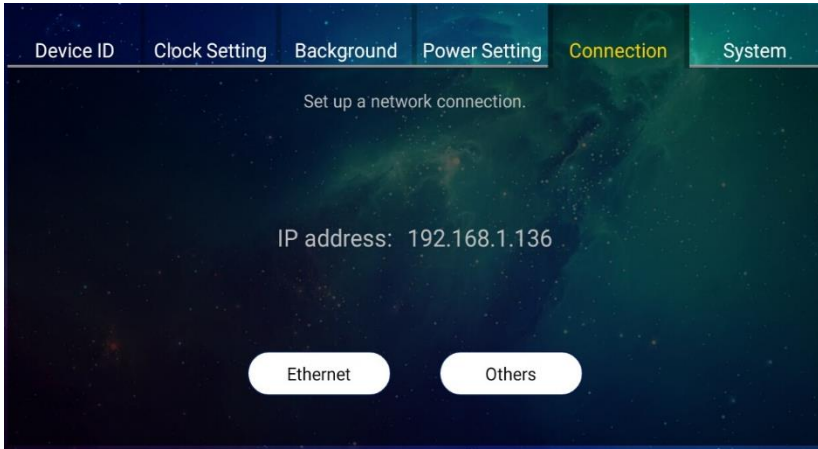 Device ID Clock Setting Background Power Setting Connection System
Set up a network connection.
IP address: 192.168.1.136
Ethernet Others